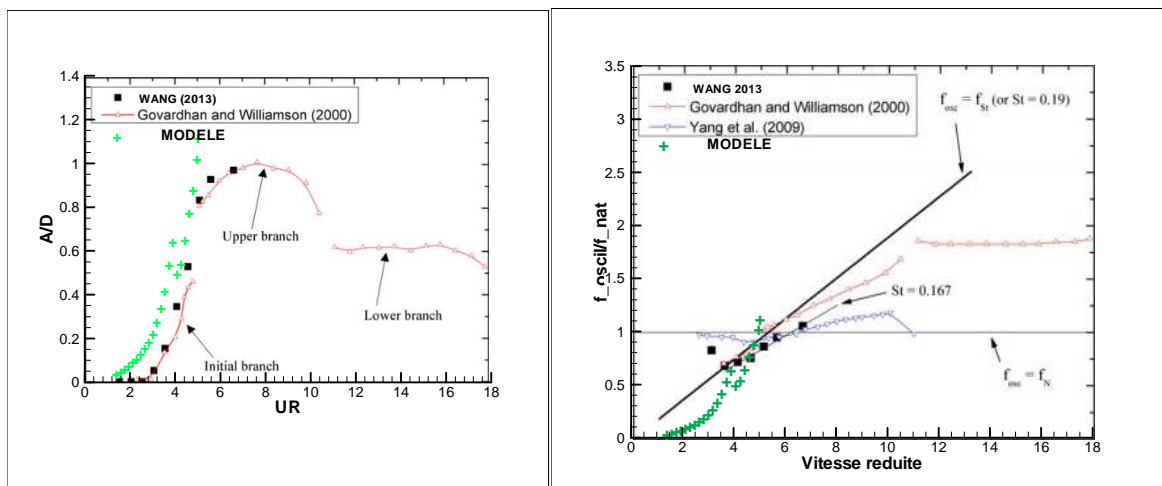 1.4
1.2
1
0.8
0.6
0.4
0.2
0
A/D
WANG (2013)
Govardhan and Williamson (2000)
MODELE
Upper branch
Lower branch
Initial branch
0 2 4 6 8 10 12 14 16 18
UR
3.5
3
2.5
2
1.5
1
0.5
0
f_oscil/f_nat
WANG 2013
Govardhan and Williamson (2000)
Yang et al. (2009)
MODELE
f_osc = f_St (or St = 0.19)
St = 0.167
f_osc = f_N
0 2 4 6 8 10 12 14 16 18
Vitesse reduite